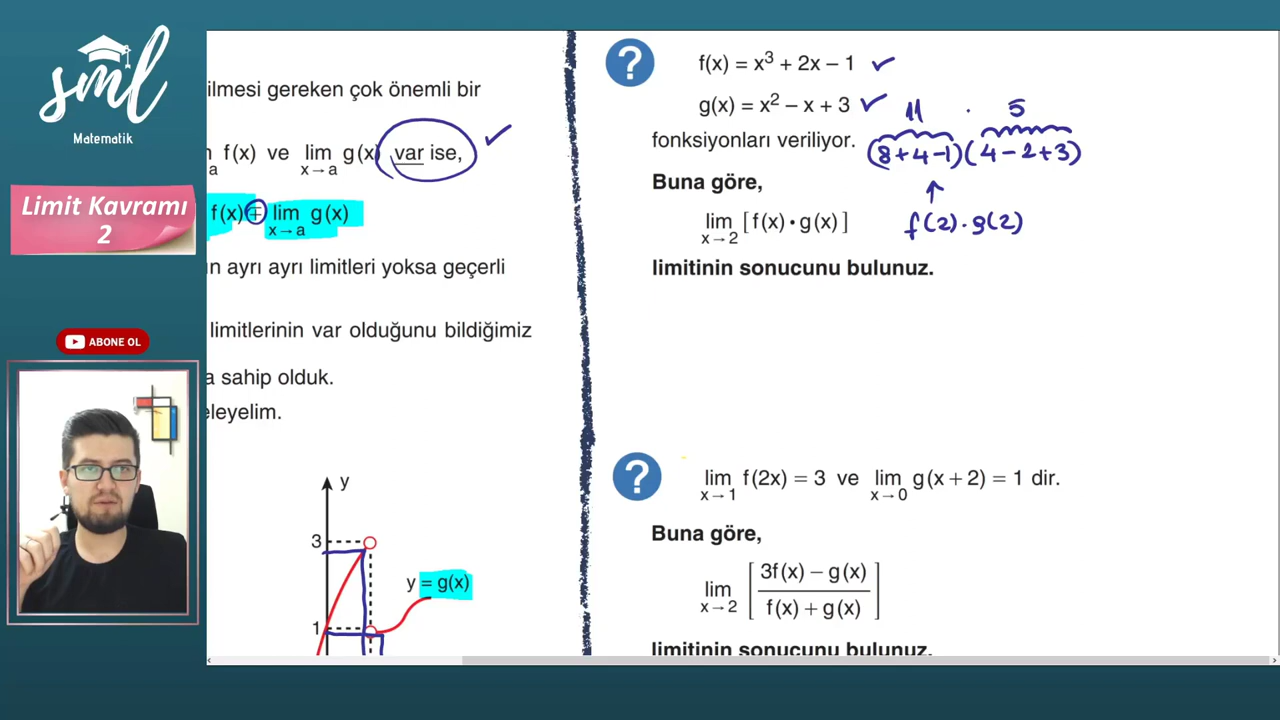 sml
Matematik
Limit Kavramı
2
ABONE OL
ilmesi gereken çok önemli bir
f(x) ve lim g(x) var ise,
a x→a
f(x) ∓ lim g(x)
x→a
ın ayrı ayrı limitleri yoksa geçerli
limitlerinin var olduğunu bildiğimiz
a sahip olduk.
eleyelim.
y
3
y = g(x)
1
f(x) = x³ + 2x – 1
g(x) = x² – x + 3
11 . 5
fonksiyonları veriliyor.
(8+4-1)(4-2+3)
Buna göre,
lim [f(x)•g(x)]
x→2
f(2).g(2)
limitinin sonucunu bulunuz.
lim f(2x) = 3 ve lim g(x + 2) = 1 dir.
x→1 x→0
Buna göre,
lim [3f(x) – g(x) / f(x) + g(x)]
x→2
limitinin sonucunu bulunuz.